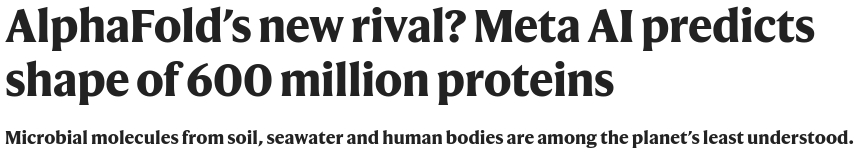 AlphaFold’s new rival? Meta AI predicts
shape of 600 million proteins
Microbial molecules from soil, seawater and human bodies are among the planet’s least understood.